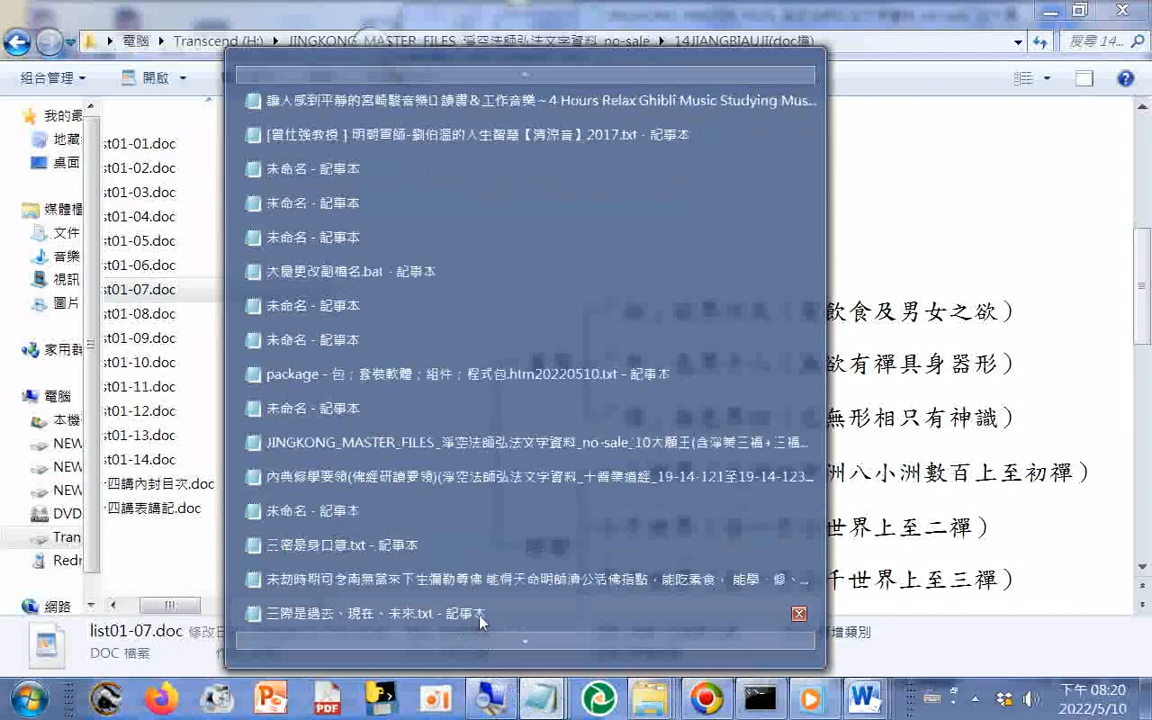 電腦 ▸ Transcend (H:) ▸ JINGKONG_MASTER_FILES_淨空法師弘法文字資料_no-sale ▸ 14JIANGBIAUJI(doc檔)
搜尋 14...
組合管理
開啟
我的最
地藏
桌面
媒體櫃
文件
音樂
視訊
圖片
家用群
電腦
本機
NEW
NEW
NEW
DVD
Tran
Redr
網路
st01-01.doc
st01-02.doc
st01-03.doc
st01-04.doc
st01-05.doc
st01-06.doc
st01-07.doc
st01-08.doc
st01-09.doc
st01-10.doc
st01-11.doc
st01-12.doc
st01-13.doc
st01-14.doc
四講內封目次.doc
四講表講記.doc
讓人感到平靜的宮崎駿音樂 讀書＆工作音樂 ~ 4 Hours Relax Ghibli Music Studying Mus...
[曾仕強教授 ] 明朝軍師-劉伯溫的人生智慧【清涼音】_2017.txt - 記事本
未命名 - 記事本
未命名 - 記事本
未命名 - 記事本
大量更改副檔名.bat - 記事本
未命名 - 記事本
未命名 - 記事本
package - 包；套裝軟體；組件；程式包.htm20220510.txt - 記事本
未命名 - 記事本
JINGKONG_MASTER_FILES_淨空法師弘法文字資料_no-sale_10大願王(含淨業三福+三福...
內典修學要領(佛經研讀要領)(淨空法師弘法文字資料_十善業道經_19-14-121至19-14-123...
未命名 - 記事本
三密是身口意.txt - 記事本
末劫時期可念南無當來下生彌勒尊佛 能得天命明師濟公活佛指點，能吃素食， 能學、修、...
三際是過去、現在、未來.txt - 記事本
飲食及男女之欲）
欲有禪具身器形）
無形相只有神識）
洲八小洲數百上至初禪）
世界上至二禪）
千世界上至三禪）
list01-07.doc 修改日
DOC 檔案
增類別
下午 08:20
2022/5/10